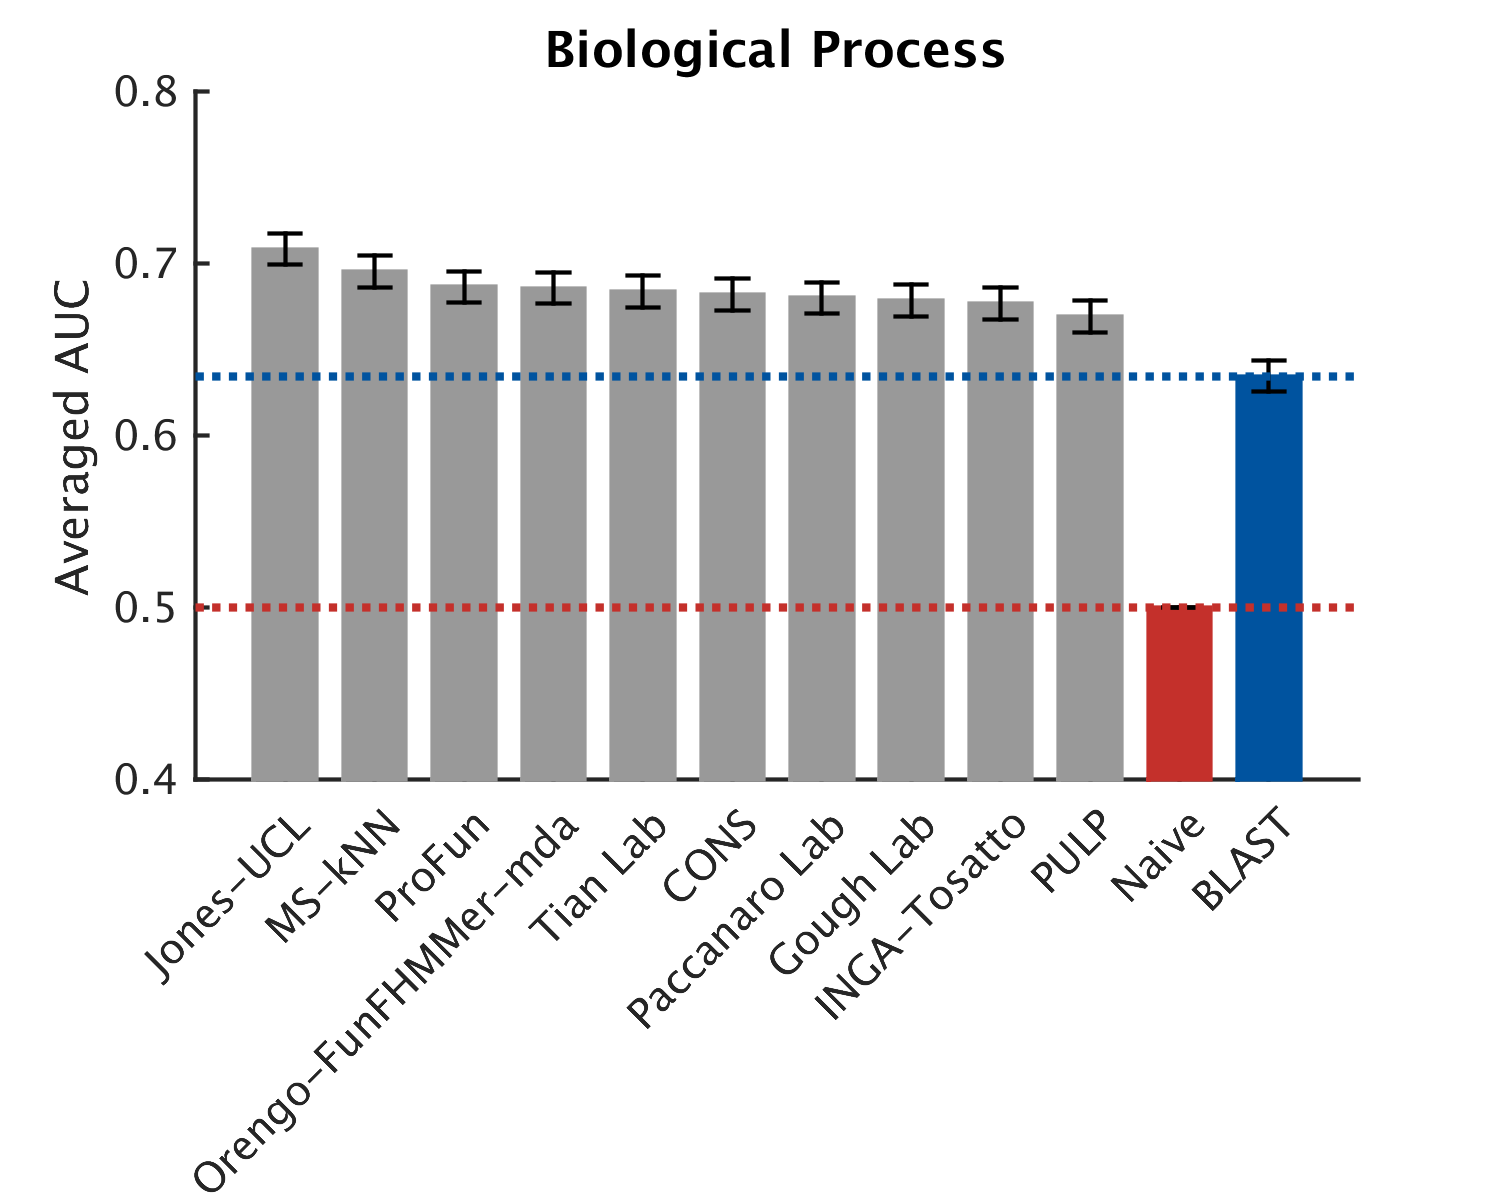 Biological Process
Averaged AUC
0.8
0.7
0.6
0.5
0.4
Jones-UCL
MS-kNN
ProFun
Orengo-FunFHMMer-mda
Tian Lab
CONS
Paccanaro Lab
Gough Lab
INGA-Tosatto
PULP
Naive
BLAST